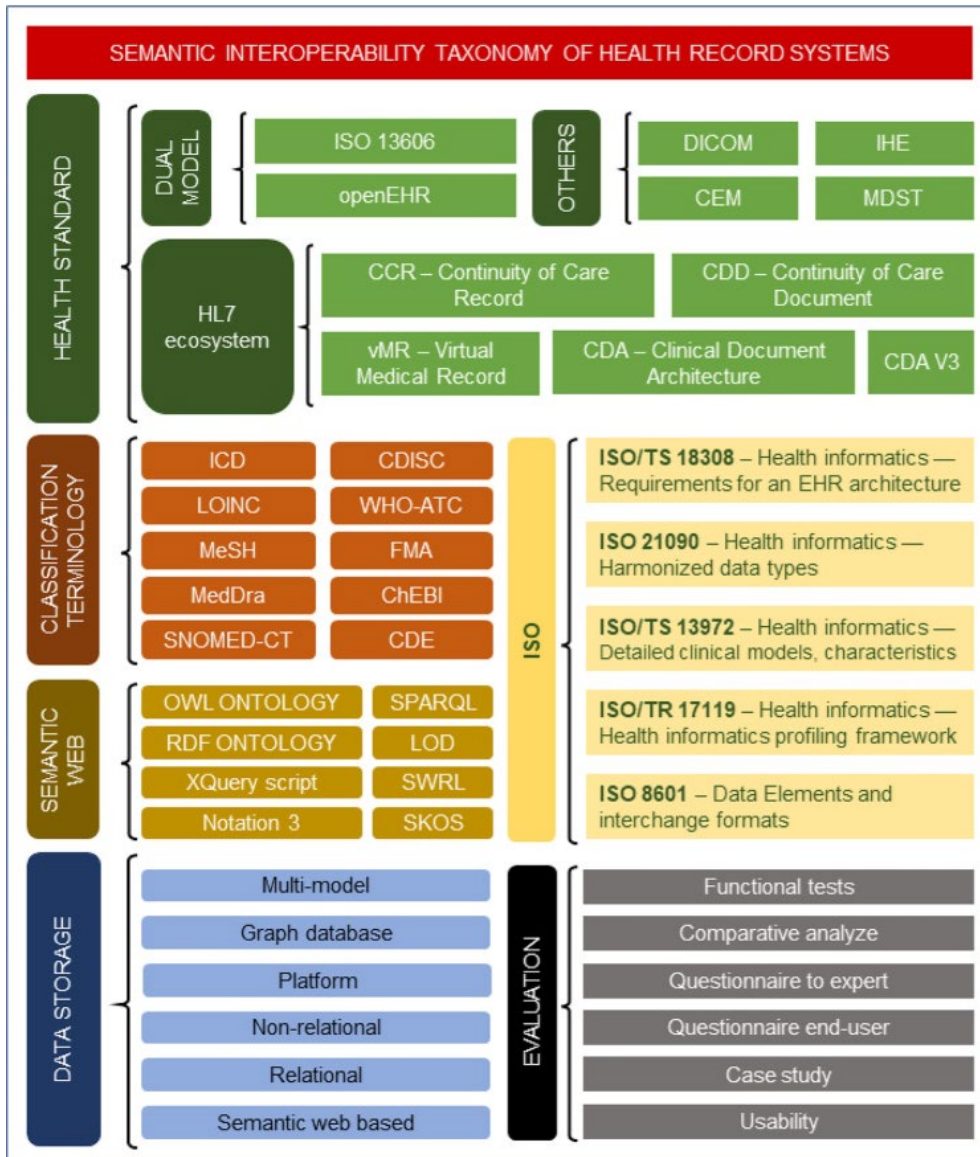 SEMANTIC INTEROPERABILITY TAXONOMY OF HEALTH RECORD SYSTEMS
HEALTH STANDARD
DUAL
MODEL
ISO 13606
openEHR
OTHERS
DICOM
IHE
CEM
MDST
HL7
ecosystem
CCR – Continuity of Care
Record
CDD – Continuity of Care
Document
vMR – Virtual
Medical Record
CDA – Clinical Document
Architecture
CDA V3
CLASSIFICATION
TERMINOLOGY
ICD
CDISC
LOINC
WHO-ATC
MeSH
FMA
MedDra
ChEBI
SNOMED-CT
CDE
SEMANTIC
WEB
OWL ONTOLOGY
SPARQL
RDF ONTOLOGY
LOD
XQuery script
SWRL
Notation 3
SKOS
ISO
ISO/TS 18308 – Health informatics —
Requirements for an EHR architecture
ISO 21090 – Health informatics —
Harmonized data types
ISO/TS 13972 – Health informatics —
Detailed clinical models, characteristics
ISO/TR 17119 – Health informatics —
Health informatics profiling framework
ISO 8601 – Data Elements and
interchange formats
DATA STORAGE
Multi-model
Graph database
Platform
Non-relational
Relational
Semantic web based
EVALUATION
Functional tests
Comparative analyze
Questionnaire to expert
Questionnaire end-user
Case study
Usability